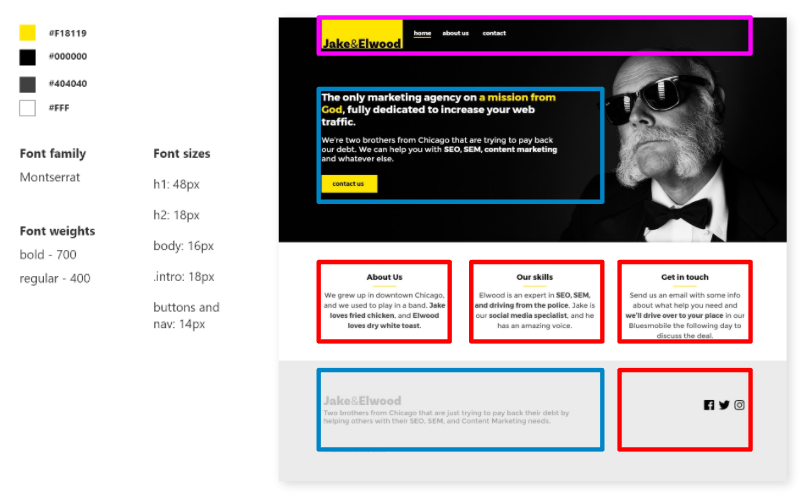 #F18119
#000000
#404040
#FFF
Font family
Montserrat
Font weights
bold - 700
regular - 400
Font sizes
h1: 48px
h2: 18px
body: 16px
.intro: 18px
buttons and
nav: 14px
Jake&Elwood
home about us contact
The only marketing agency on a mission from
God, fully dedicated to increase your web
traffic.
We're two brothers from Chicago that are trying to pay back
our debt. We can help you with SEO, SEM, content marketing
and whatever else.
contact us
About Us
We grew up in downtown Chicago,
and we used to play in a band. Jake
loves fried chicken, and Elwood
loves dry white toast.
Our skills
Elwood is an expert in SEO, SEM,
and driving from the police. Jake is
our social media specialist, and he
has an amazing voice.
Get in touch
Send us an email with some info
about what help you need and
we'll drive over to your place in our
Bluesmobile the following day to
discuss the deal.
Jake&Elwood
Two brothers from Chicago that are just trying to pay back their debt by
helping others with their SEO, SEM, and Content Marketing needs.